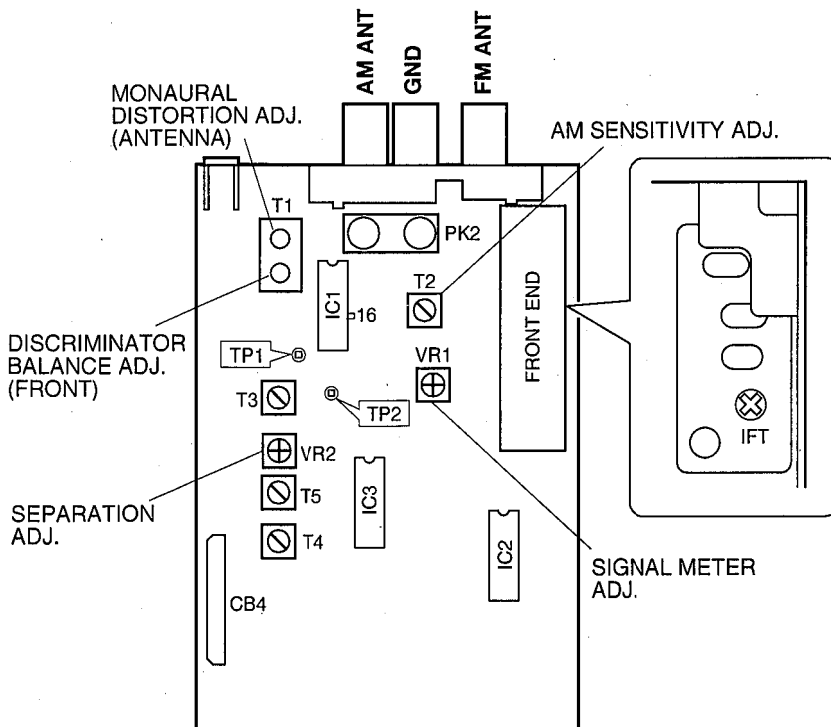 AM ANT
GND
FM ANT
MONAURAL
DISTORTION ADJ.
(ANTENNA)
AM SENSITIVITY ADJ.
T1
PK2
IC1
16
T2
FRONT END
DISCRIMINATOR
BALANCE ADJ.
(FRONT)
TP1
VR1
T3
TP2
IFT
VR2
SEPARATION
ADJ.
T5
IC3
T4
IC2
SIGNAL METER
ADJ.
CB4